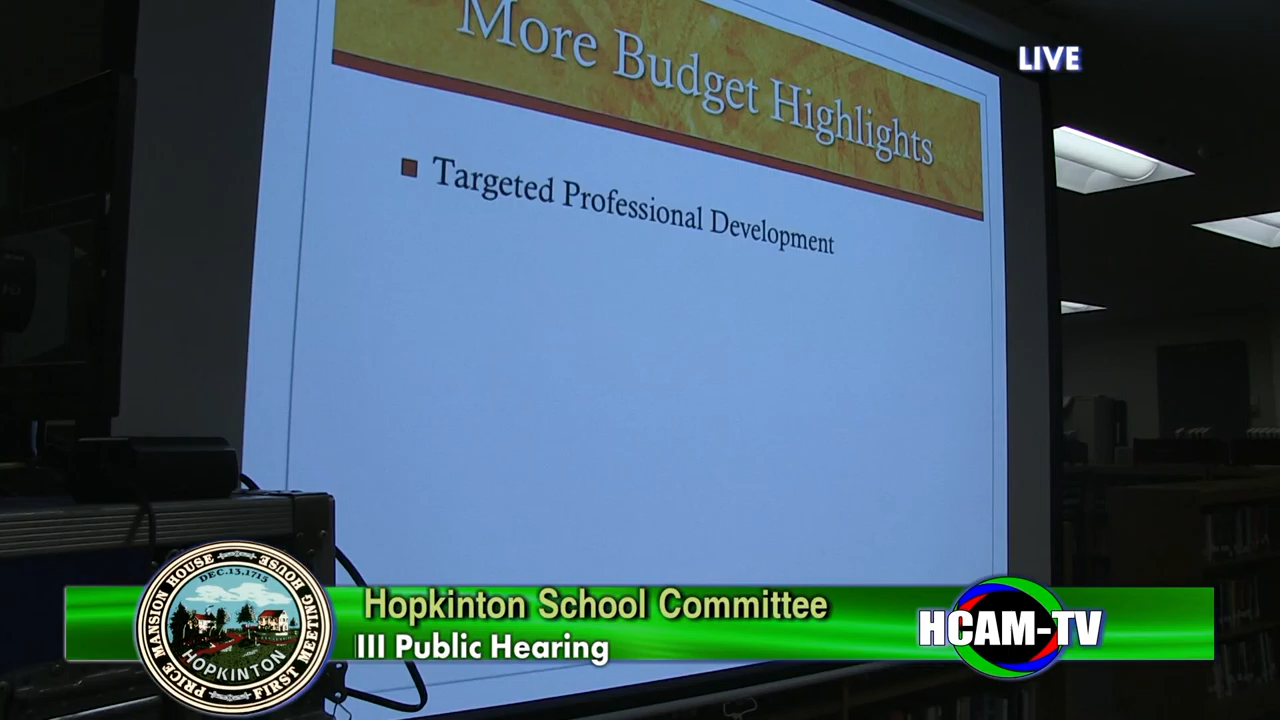 More Budget Highlights
LIVE
Targeted Professional Development
PRICE MANSION HOUSE
FIRST MEETING HOUSE
DEC.13.1715
HOPKINTON
Hopkinton School Committee
III Public Hearing
HCAM-TV